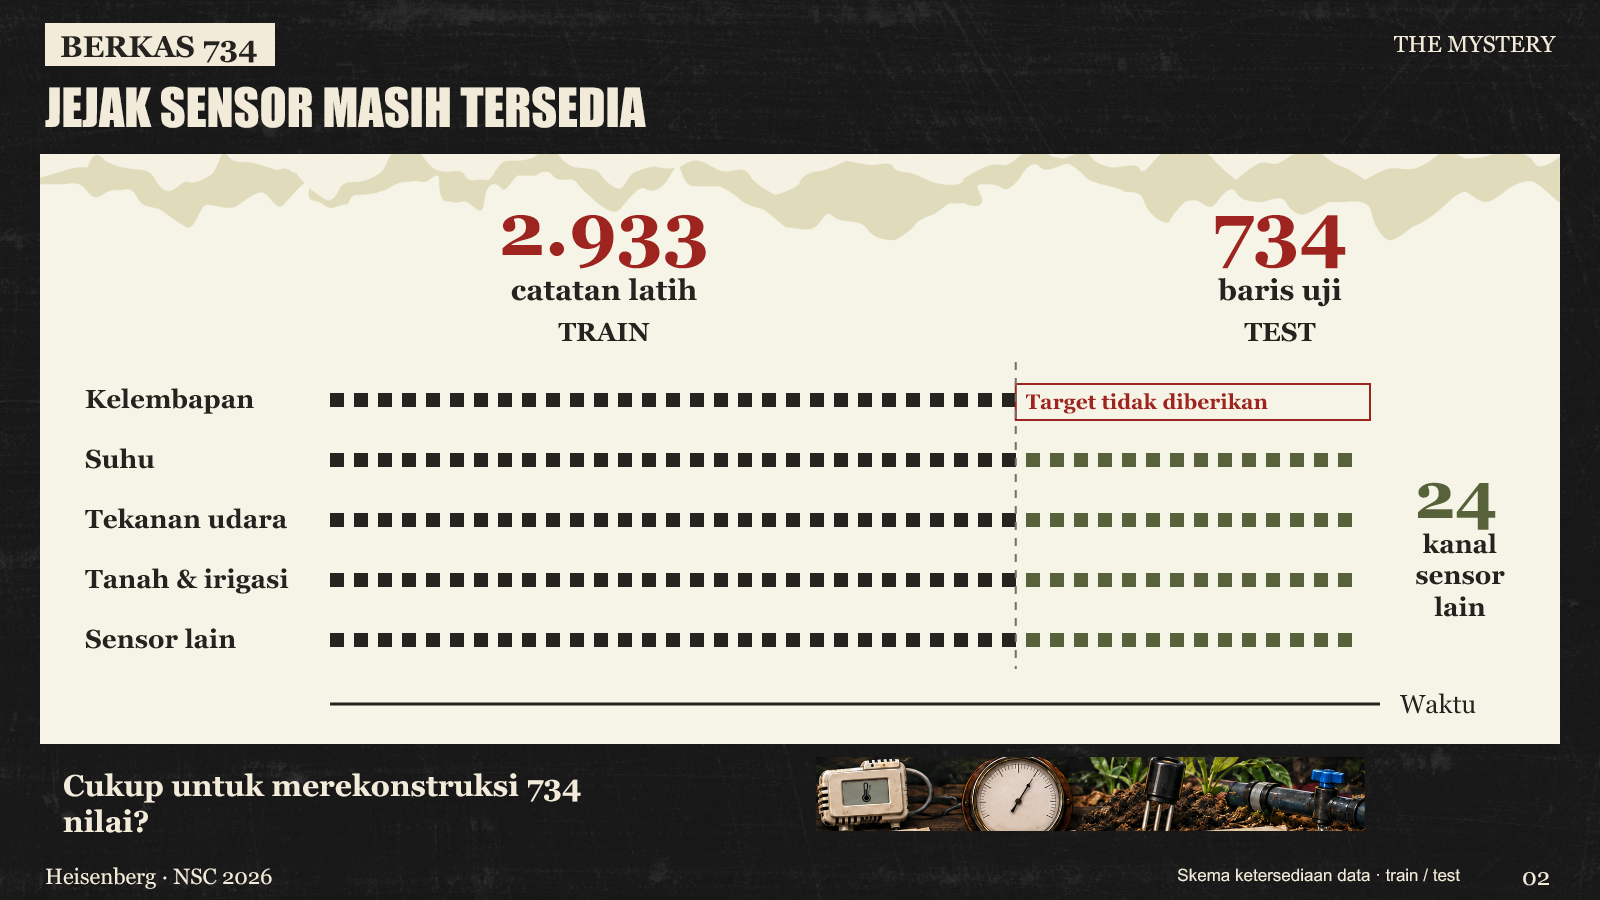 BERKAS 734
THE MYSTERY
JEJAK SENSOR MASIH TERSEDIA
2.933
catatan latih
TRAIN
734
baris uji
TEST
Kelembapan
Target tidak diberikan
Suhu
Tekanan udara
Tanah & irigasi
Sensor lain
24
kanal
sensor
lain
Waktu
Cukup untuk merekonstruksi 734
nilai?
Heisenberg · NSC 2026
Skema ketersediaan data · train / test
02